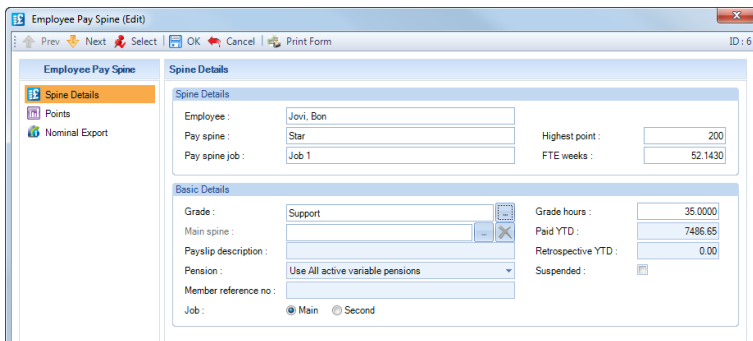 Employee Pay Spine (Edit)
Prev Next Select OK Cancel Print Form ID : 6
Employee Pay Spine
Spine Details
Points
Nominal Export
Spine Details
Spine Details
Employee : Jovi, Bon
Pay spine : Star Highest point : 200
Pay spine job : Job 1 FTE weeks : 52.1430
Basic Details
Grade : Support ... Grade hours : 35.0000
Main spine : ... Paid YTD : 7486.65
Payslip description : Retrospective YTD : 0.00
Pension : Use All active variable pensions Suspended :
Member reference no :
Job : Main Second